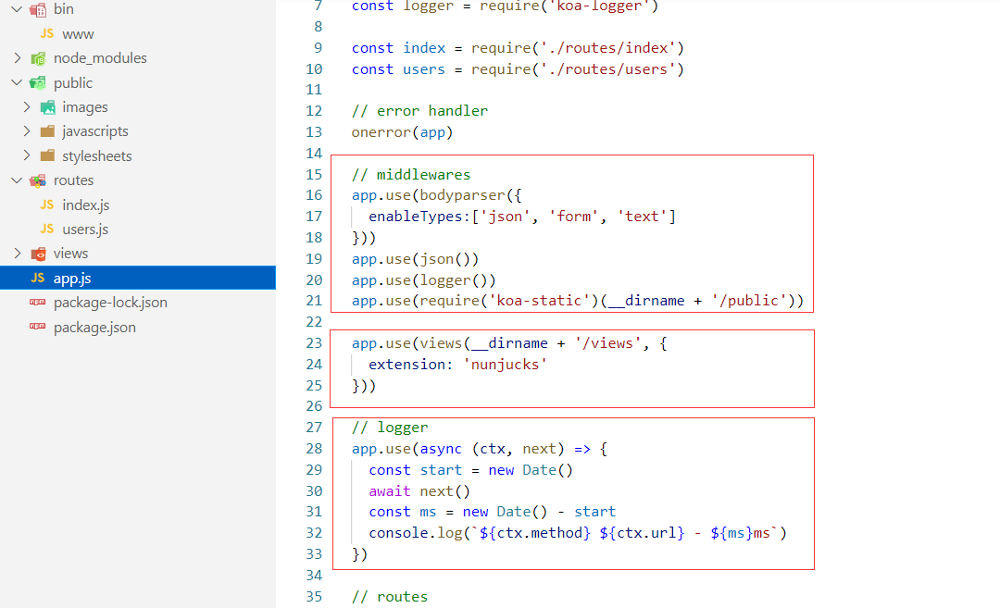 bin
JS www
node_modules
public
images
javascripts
stylesheets
routes
JS index.js
JS users.js
views
JS app.js
package-lock.json
package.json
7 const logger = require('koa-logger')
8
9 const index = require('./routes/index')
10 const users = require('./routes/users')
11
12 // error handler
13 onerror(app)
14
15 // middlewares
16 app.use(bodyparser({
17   enableTypes:['json', 'form', 'text']
18 }))
19 app.use(json())
20 app.use(logger())
21 app.use(require('koa-static')(__dirname + '/public'))
22
23 app.use(views(__dirname + '/views', {
24   extension: 'nunjucks'
25 }))
26
27 // logger
28 app.use(async (ctx, next) => {
29   const start = new Date()
30   await next()
31   const ms = new Date() - start
32   console.log(`${ctx.method} ${ctx.url} - ${ms}ms`)
33 })
34
35 // routes